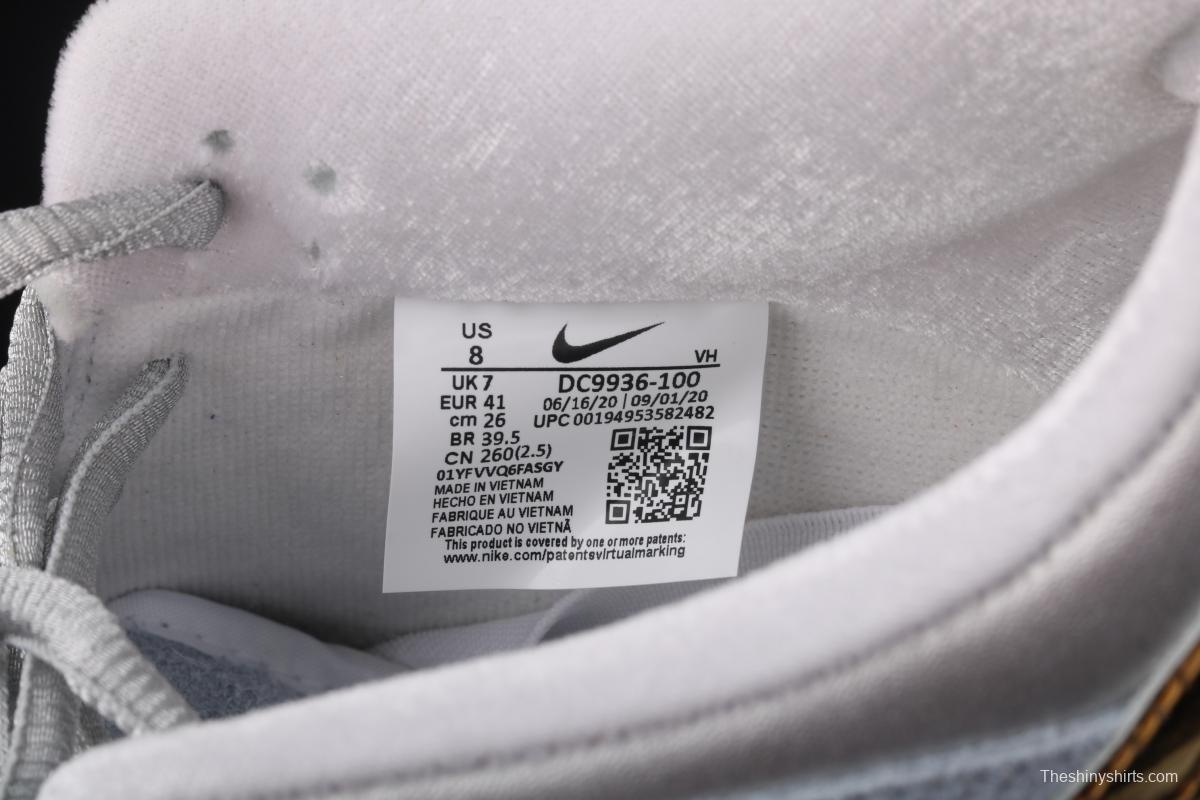 US
8
VH
UK 7
DC9936-100
EUR 41
06/16/20 | 09/01/20
cm 26
UPC 00194953582482
BR 39.5
CN 260(2.5)
01YFVVQ6FASGY
MADE IN VIETNAM
HECHO EN VIETNAM
FABRIQUE AU VIETNAM
FABRICADO NO VIETNÃ
This product is covered by one or more patents:
www.nike.com/patentsvirtualmarking
Theshinyshirts.com